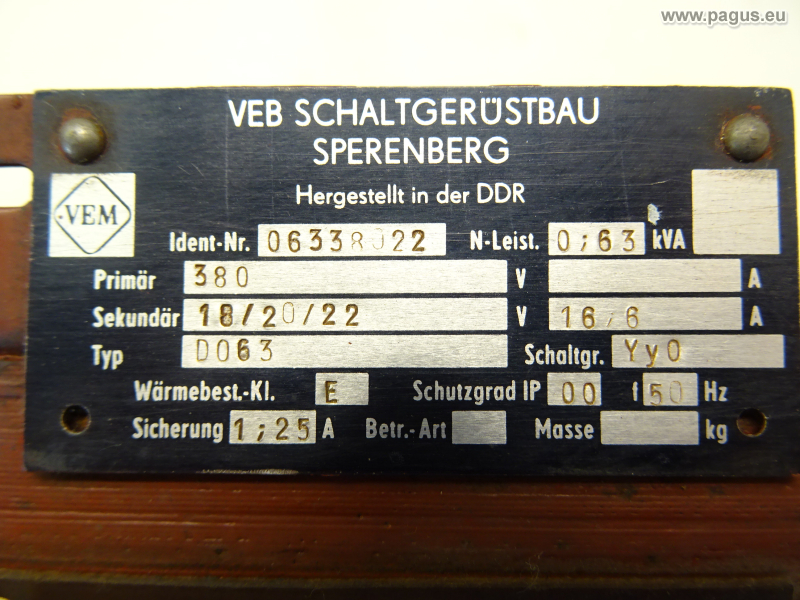 www.pagus.eu
VEB SCHALTGERÜSTBAU
SPERENBERG
Hergestellt in der DDR
VEM
Ident-Nr. 06338022 N-Leist. 0;63 kVA
Primär 380 V A
Sekundär 18/20/22 V 16,6 A
Typ D063 Schaltgr. Yy0
Wärmebest.-Kl. E Schutzgrad IP 00 f 50 Hz
Sicherung 1;25 A Betr.-Art Masse kg